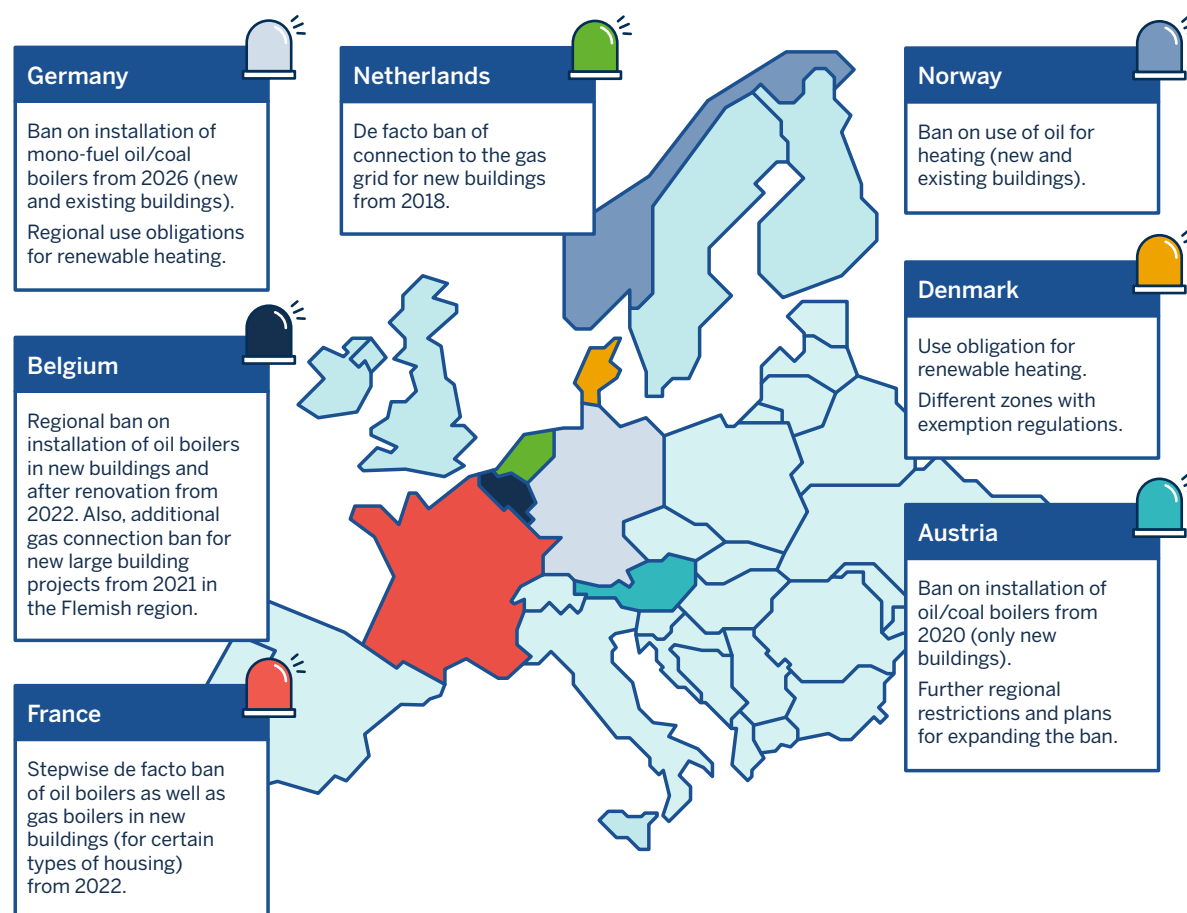 Germany
Ban on installation of
mono-fuel oil/coal
boilers from 2026 (new
and existing buildings).
Regional use obligations
for renewable heating.
Netherlands
De facto ban of
connection to the gas
grid for new buildings
from 2018.
Norway
Ban on use of oil for
heating (new and
existing buildings).
Belgium
Regional ban on
installation of oil boilers
in new buildings and
after renovation from
2022. Also, additional
gas connection ban for
new large building
projects from 2021 in
the Flemish region.
Denmark
Use obligation for
renewable heating.
Different zones with
exemption regulations.
Austria
Ban on installation of
oil/coal boilers from
2020 (only new
buildings).
Further regional
restrictions and plans
for expanding the ban.
France
Stepwise de facto ban
of oil boilers as well as
gas boilers in new
buildings (for certain
types of housing)
from 2022.